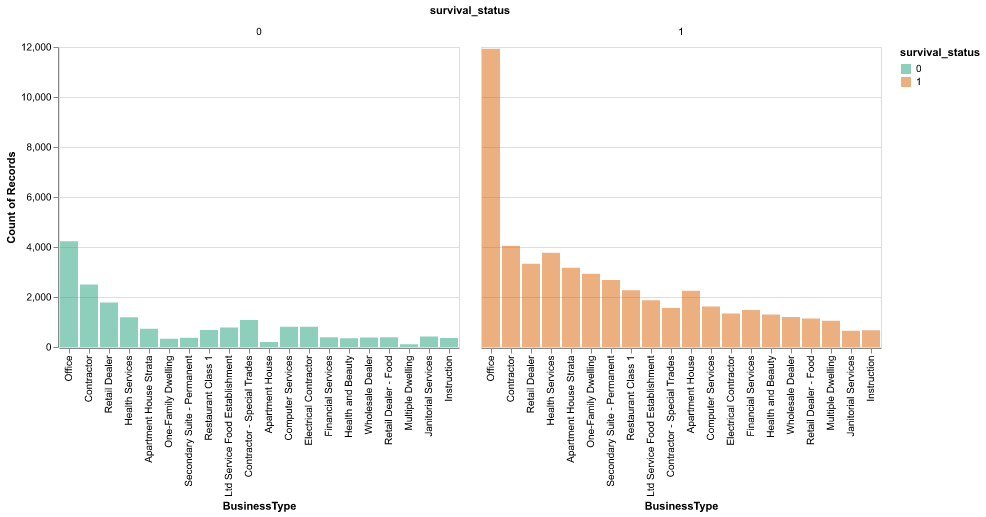 survival_status
0
1
Count of Records
12,000
10,000
8,000
6,000
4,000
2,000
0
Office
Contractor
Retail Dealer
Health Services
Apartment House Strata
One-Family Dwelling
Secondary Suite - Permanent
Restaurant Class 1
Ltd Service Food Establishment
Contractor - Special Trades
Apartment House
Computer Services
Electrical Contractor
Financial Services
Health and Beauty
Wholesale Dealer
Retail Dealer - Food
Multiple Dwelling
Janitorial Services
Instruction
BusinessType
Office
Contractor
Retail Dealer
Health Services
Apartment House Strata
One-Family Dwelling
Secondary Suite - Permanent
Restaurant Class 1
Ltd Service Food Establishment
Contractor - Special Trades
Apartment House
Computer Services
Electrical Contractor
Financial Services
Health and Beauty
Wholesale Dealer
Retail Dealer - Food
Multiple Dwelling
Janitorial Services
Instruction
BusinessType
survival_status
0
1